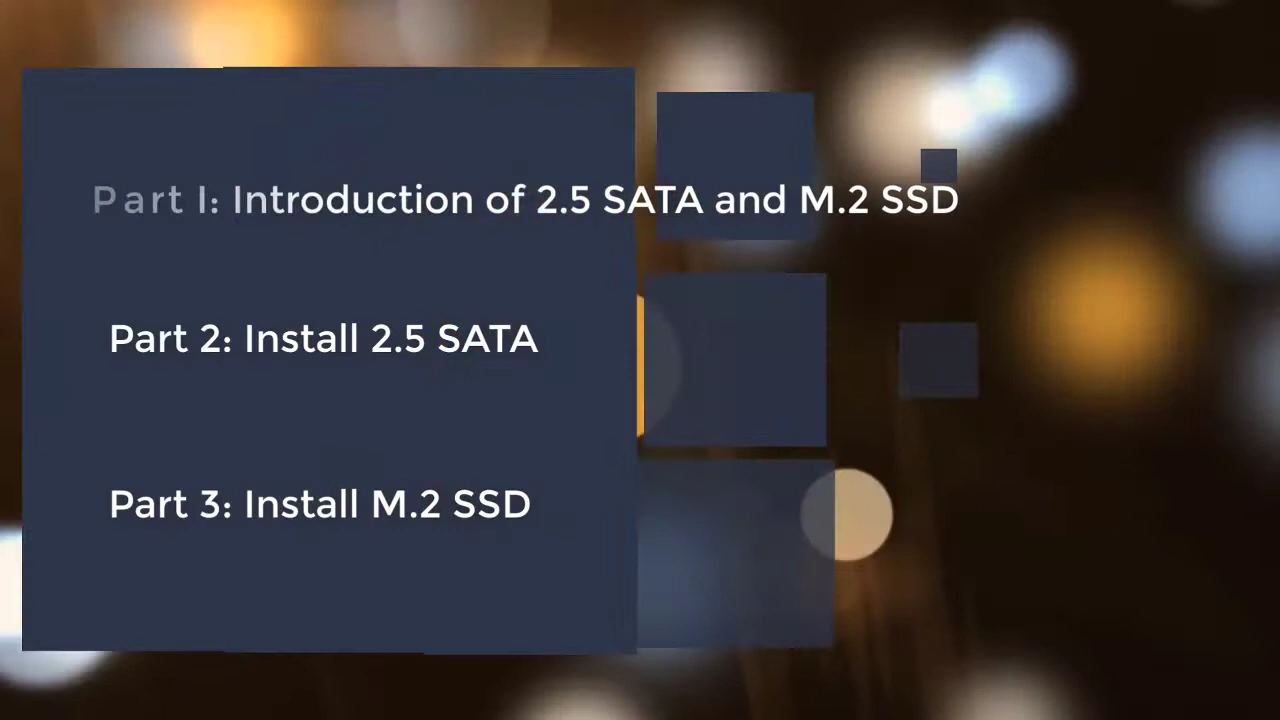 Part 1: Introduction of 2.5 SATA and M.2 SSD
Part 2: Install 2.5 SATA
Part 3: Install M.2 SSD